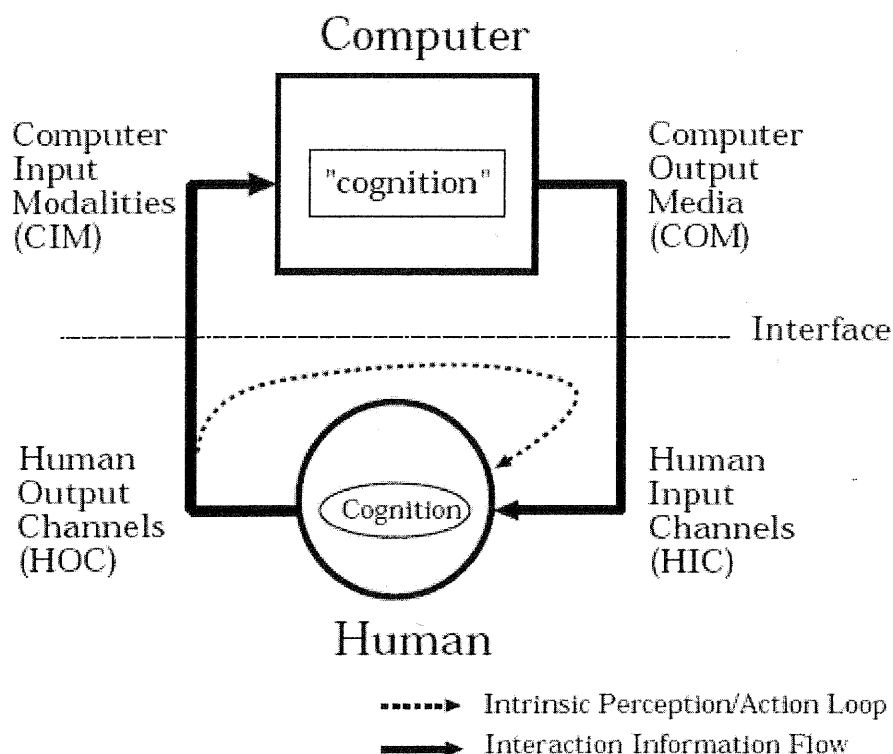 Computer
Computer
Input
Modalities
(CIM)
"cognition"
Computer
Output
Media
(COM)
Interface
Human
Output
Channels
(HOC)
Cognition
Human
Input
Channels
(HIC)
Human
Intrinsic Perception/Action Loop
Interaction Information Flow